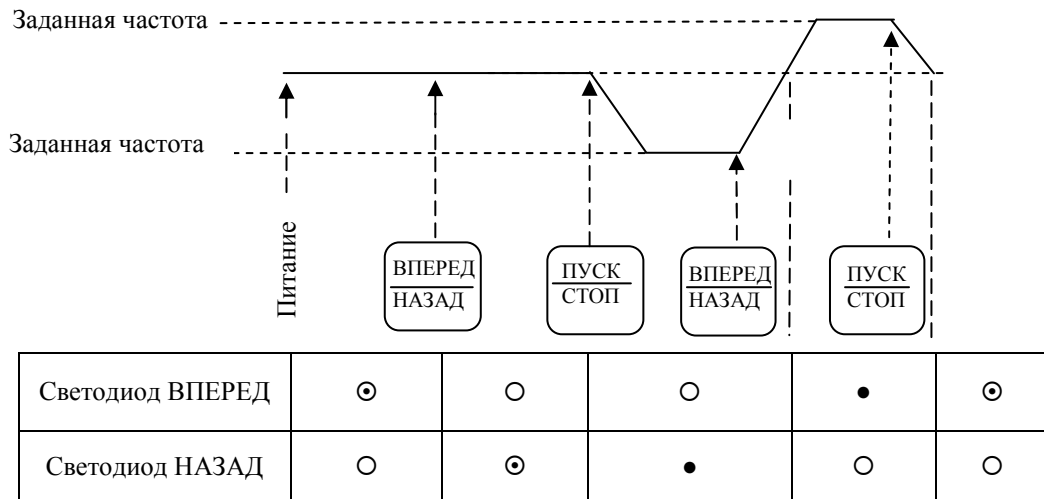 Заданная частота
Заданная частота
Питание
ВПЕРЕД
НАЗАД
ПУСК
СТОП
ВПЕРЕД
НАЗАД
ПУСК
СТОП
Светодиод ВПЕРЕД
Светодиод НАЗАД